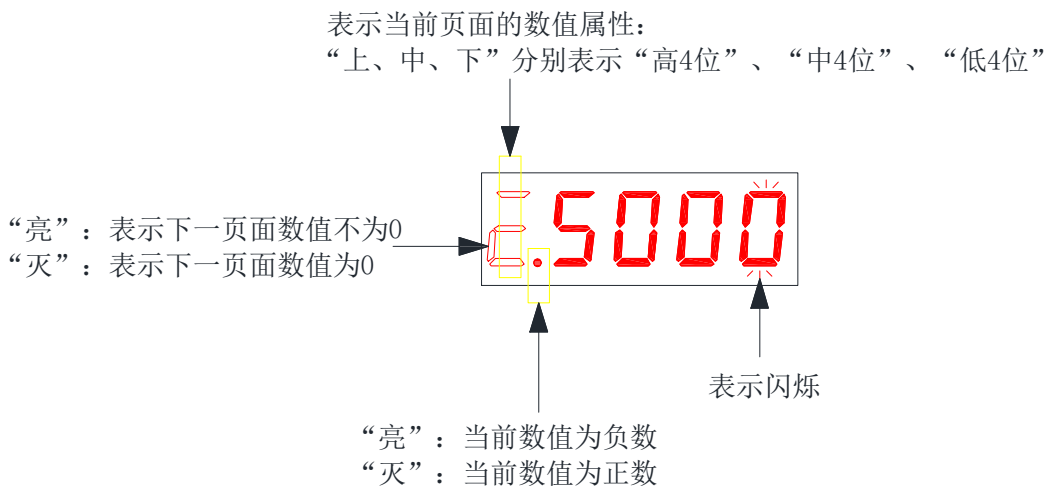 表示当前页面的数值属性：
“上、中、下”分别表示“高4位”、“中4位”、“低4位”
“亮”：表示下一页面数值不为0
“灭”：表示下一页面数值为0
.5000
表示闪烁
“亮”：当前数值为负数
“灭”：当前数值为正数